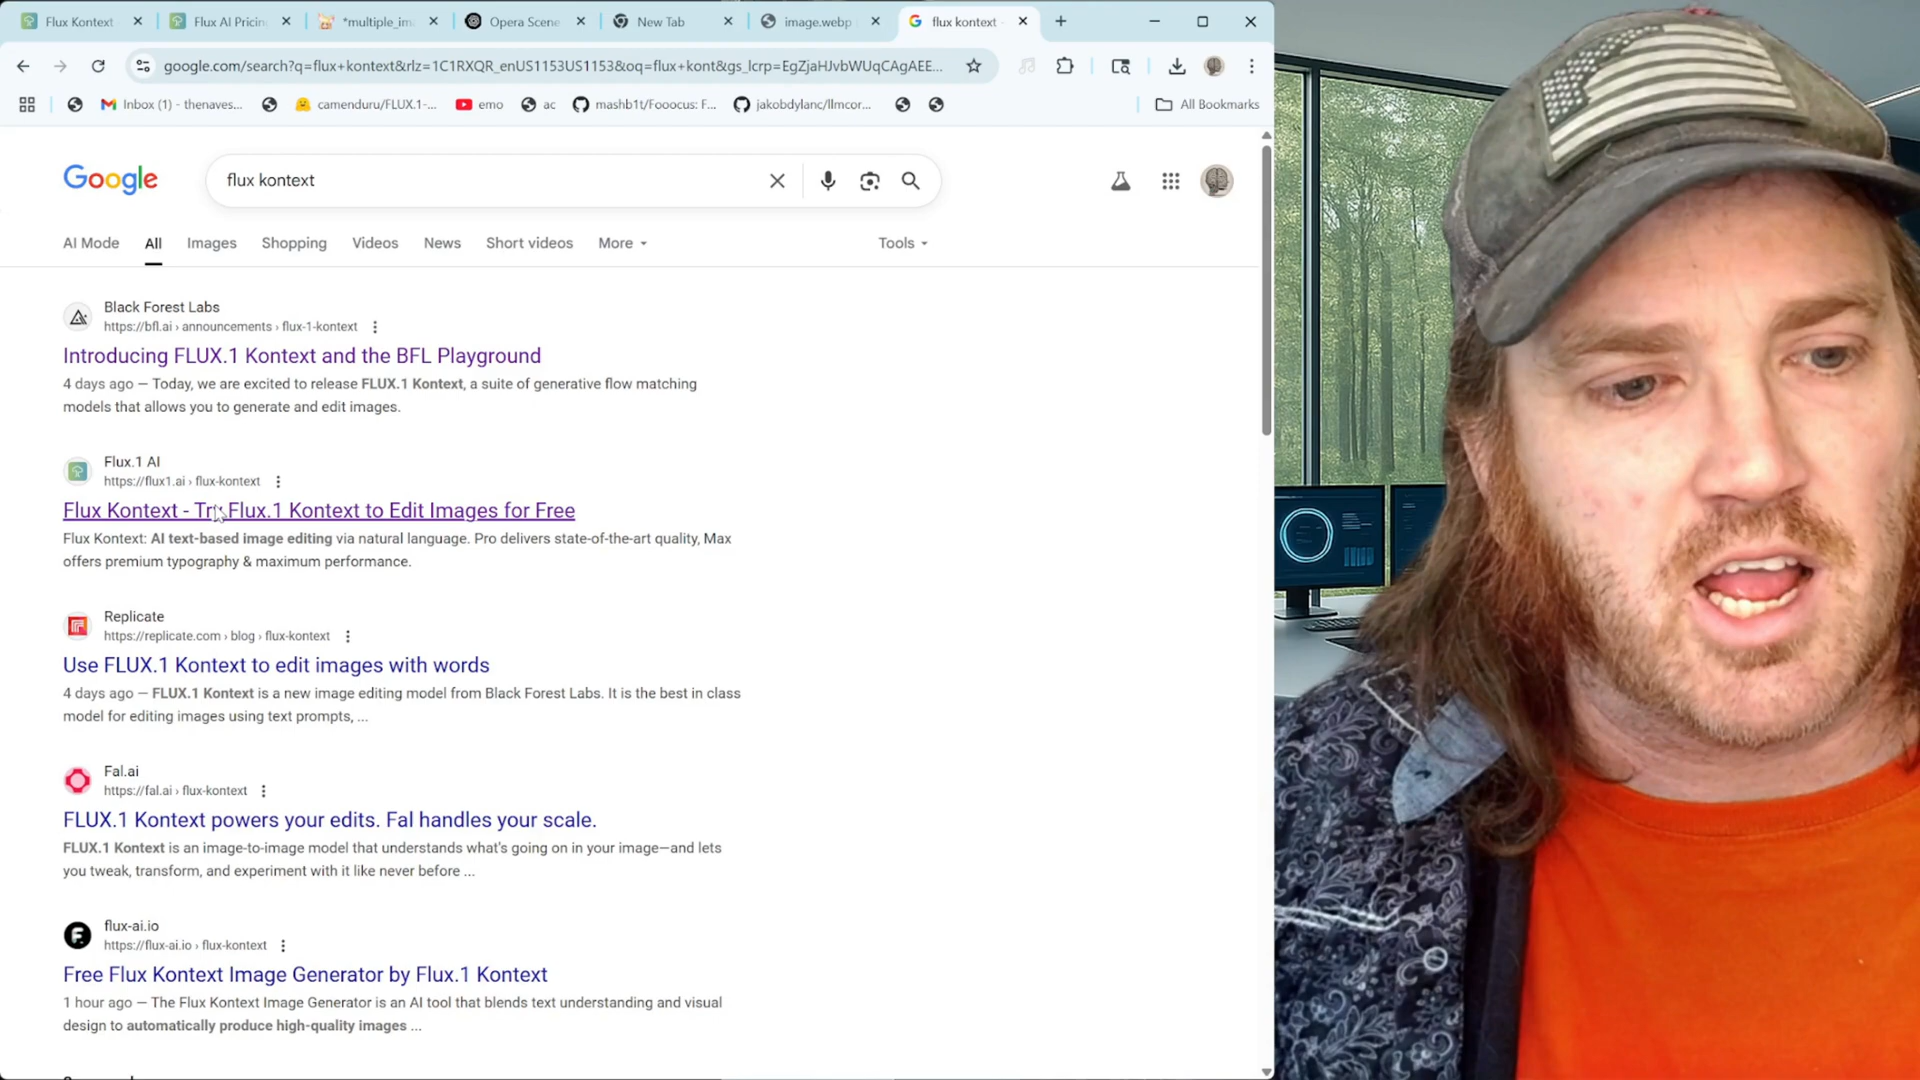 Flux Kontext
Flux AI Pricin
*multiple_im
Opera Scene
New Tab
image.webp
flux kontext -
google.com/search?q=flux+kontext&rlz=1C1RXQR_enUS1153US1153&oq=flux+kont&gs_lcrp=EgZjaHJvbWUqCAgAEE...
Inbox (1) - thenaves...
camenduru/FLUX.1-...
emo
ac
mashb1t/Fooocus: F...
jakobdylanc/llmcor...
All Bookmarks
Google
flux kontext
AI Mode
All
Images
Shopping
Videos
News
Short videos
More
Tools
Black Forest Labs
https://bfl.ai › announcements › flux-1-kontext
Introducing FLUX.1 Kontext and the BFL Playground
4 days ago — Today, we are excited to release FLUX.1 Kontext, a suite of generative flow matching
models that allows you to generate and edit images.
Flux.1 AI
https://flux1.ai › flux-kontext
Flux Kontext - Try Flux.1 Kontext to Edit Images for Free
Flux Kontext: AI text-based image editing via natural language. Pro delivers state-of-the-art quality, Max
offers premium typography & maximum performance.
Replicate
https://replicate.com › blog › flux-kontext
Use FLUX.1 Kontext to edit images with words
4 days ago — FLUX.1 Kontext is a new image editing model from Black Forest Labs. It is the best in class
model for editing images using text prompts, ...
Fal.ai
https://fal.ai › flux-kontext
FLUX.1 Kontext powers your edits. Fal handles your scale.
FLUX.1 Kontext is an image-to-image model that understands what's going on in your image—and lets
you tweak, transform, and experiment with it like never before ...
flux-ai.io
https://flux-ai.io › flux-kontext
Free Flux Kontext Image Generator by Flux.1 Kontext
1 hour ago — The Flux Kontext Image Generator is an AI tool that blends text understanding and visual
design to automatically produce high-quality images ...